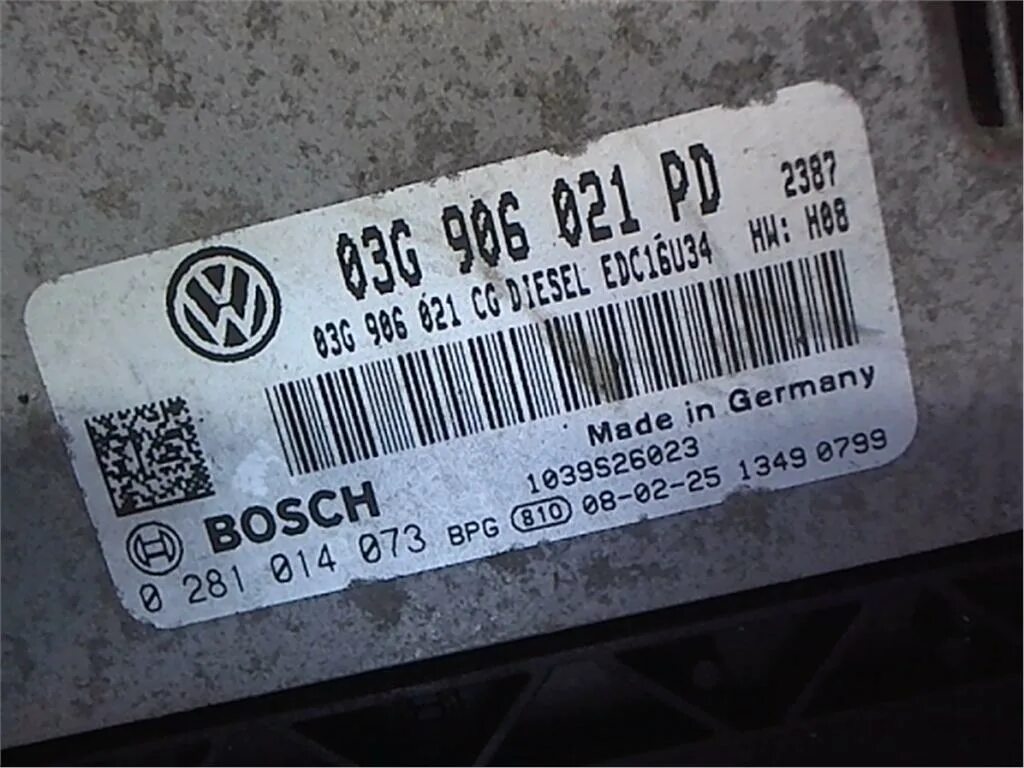 03G 906 021 PD 2387
03G 906 021 CG DIESEL EDC16U34 HW: H08
Made in Germany
1039S26023
BOSCH
0 281 014 073 BPG 810 08-02-25 1349 0799